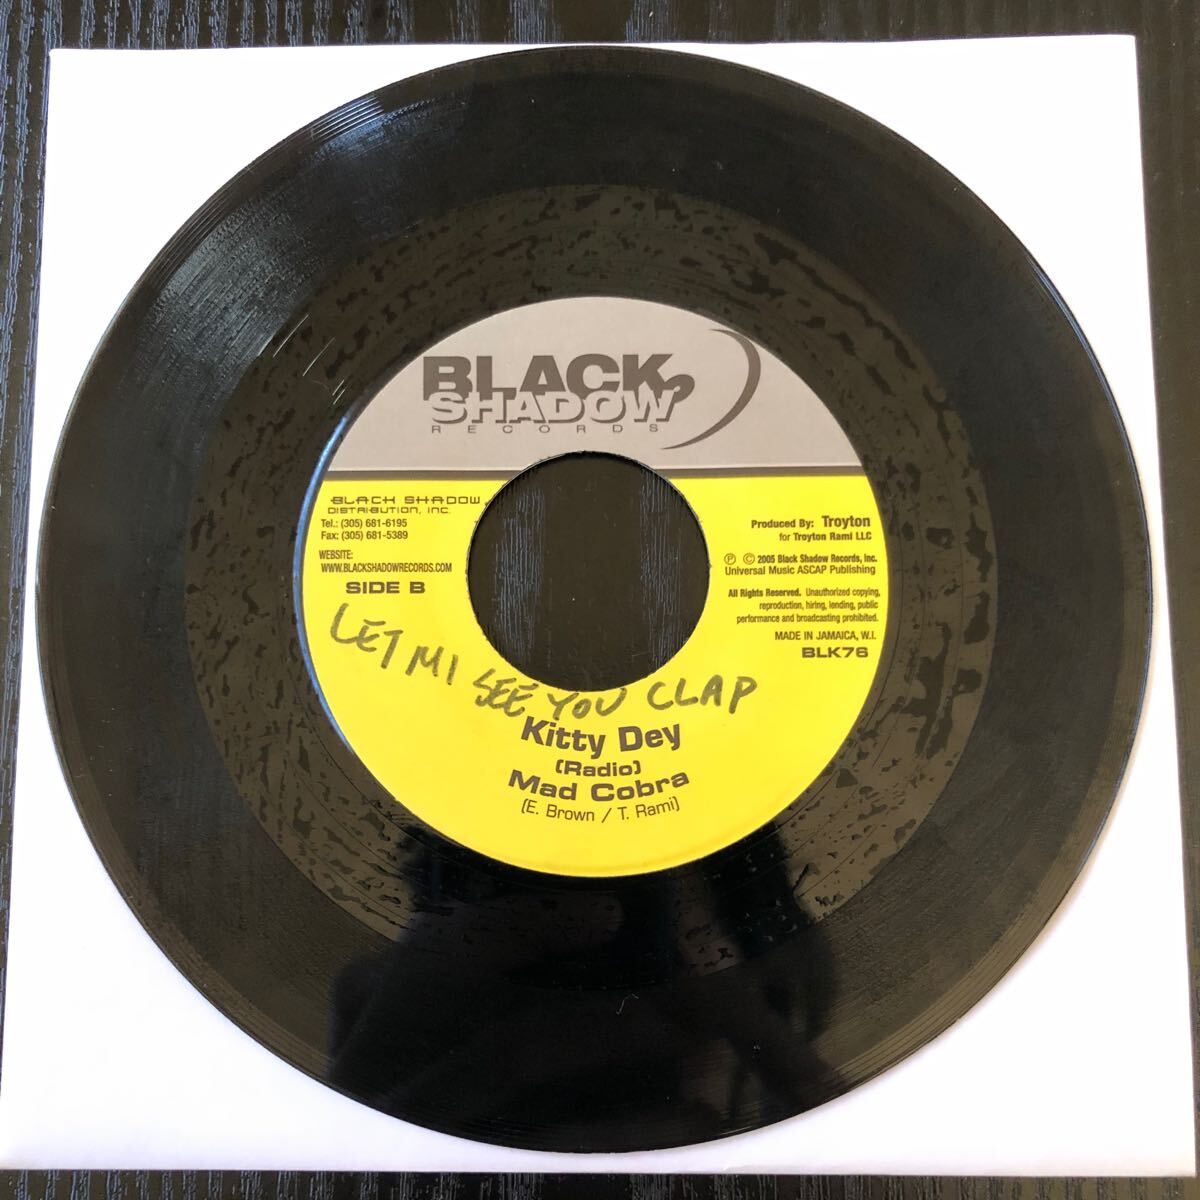 BLACK
SHADOW
RECORDS
BLACK SHADOW
DISTRIBUTION, INC.
Tel.: (305) 681-6195
Fax: (305) 681-5389
WEBSITE:
WWW.BLACKSHADOWRECORDS.COM
SIDE B
Produced By: Troyton
for Troyton Rami LLC
℗ © 2005 Black Shadow Records, Inc.
Universal Music ASCAP Publishing
All Rights Reserved. Unauthorized copying,
reproduction, hiring, lending, public
performance and broadcasting prohibited.
MADE IN JAMAICA, W.I.
BLK76
LET MI SEE YOU CLAP
Kitty Dey
(Radio)
Mad Cobra
(E. Brown / T. Rami)